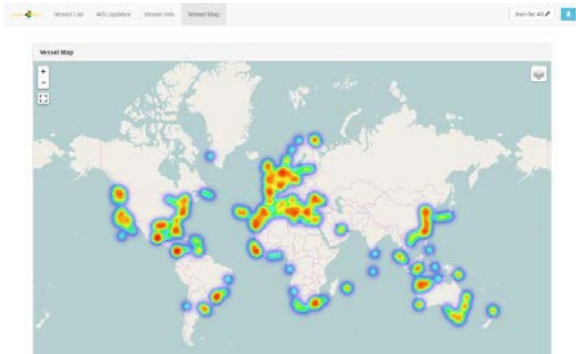 Vessel List
AIS Updates
Vessel Info
Vessel Map
Vessel Map
+
-